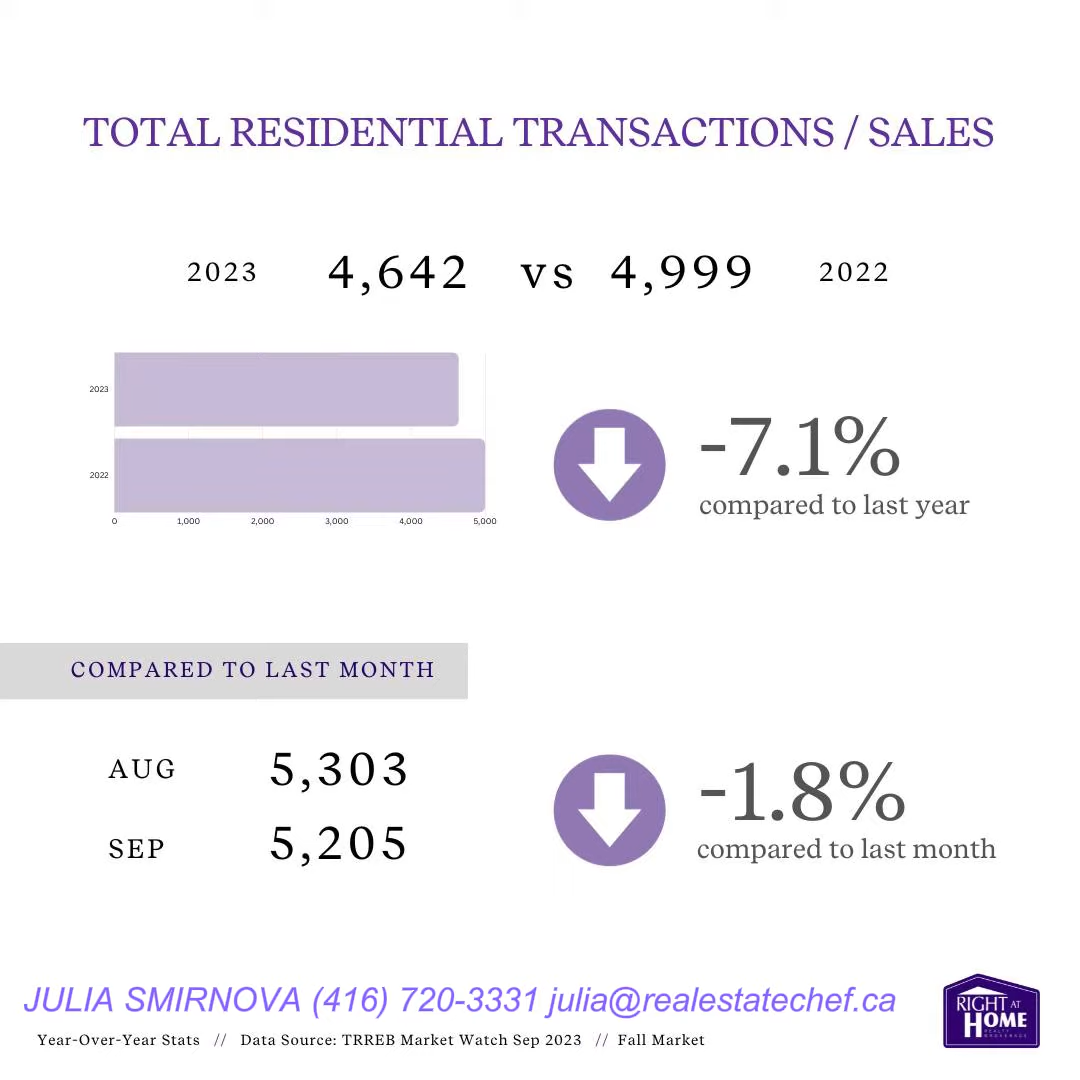 TOTAL RESIDENTIAL TRANSACTIONS / SALES
2023 4,642 vs 4,999 2022
2023
2022
0 1,000 2,000 3,000 4,000 5,000
-7.1%
compared to last year
COMPARED TO LAST MONTH
AUG 5,303
SEP 5,205
-1.8%
compared to last month
JULIA SMIRNOVA (416) 720-3331 julia@realestatechef.ca
Year-Over-Year Stats // Data Source: TRREB Market Watch Sep 2023 // Fall Market
RIGHT AT
HOME
REALTY
BROKERAGE